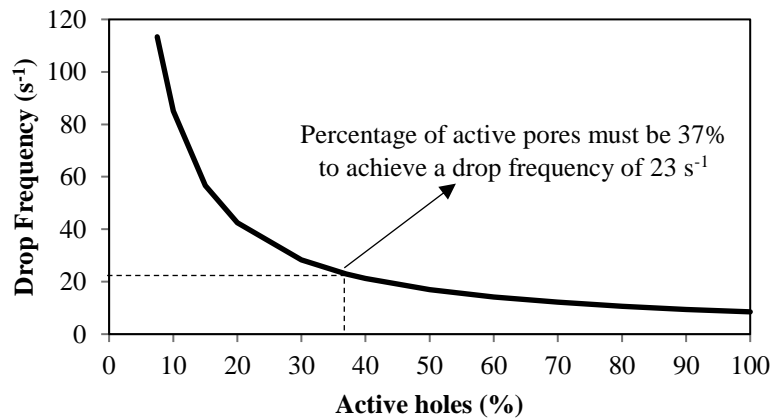 120
100
80
60
40
20
0
Drop Frequency (s⁻¹)
Percentage of active pores must be 37%
to achieve a drop frequency of 23 s⁻¹
0 10 20 30 40 50 60 70 80 90 100
Active holes (%)